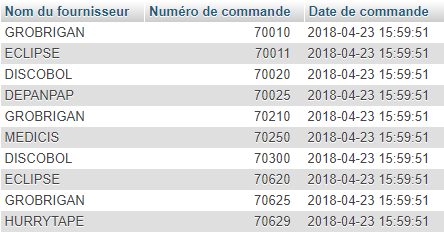 Nom du fournisseur Numéro de commande Date de commande
GROBRIGAN 70010 2018-04-23 15:59:51
ECLIPSE 70011 2018-04-23 15:59:51
DISCOBOL 70020 2018-04-23 15:59:51
DEPANPAP 70025 2018-04-23 15:59:51
GROBRIGAN 70210 2018-04-23 15:59:51
MEDICIS 70250 2018-04-23 15:59:51
DISCOBOL 70300 2018-04-23 15:59:51
ECLIPSE 70620 2018-04-23 15:59:51
GROBRIGAN 70625 2018-04-23 15:59:51
HURRYTAPE 70629 2018-04-23 15:59:51